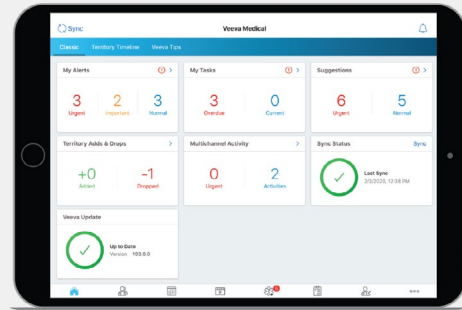 Sync
Veeva Medical
Classic Territory Timeline Veeva Tips
My Alerts
3 2 3
Urgent Important Normal
My Tasks
3 0
Overdue Current
Suggestions
6 5
Urgent Normal
Territory Adds & Drops
+0 -1
Added Dropped
Multichannel Activity
0 2
Urgent Activities
Sync Status Sync
Last Sync
2/3/2020, 12:38 PM
Veeva Update
Up to Date
Version 193.0.0